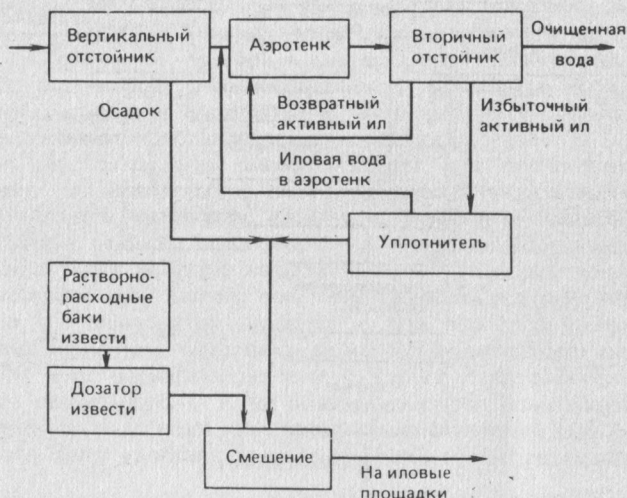 Вертикальный
отстойник
Аэротенк
Вторичный
отстойник
Очищенная
вода
Осадок
Возвратный
активный ил
Избыточный
активный ил
Иловая вода
в аэротенк
Уплотнитель
Растворно-
расходные
баки
извести
Дозатор
извести
Смешение
На иловые
площадки